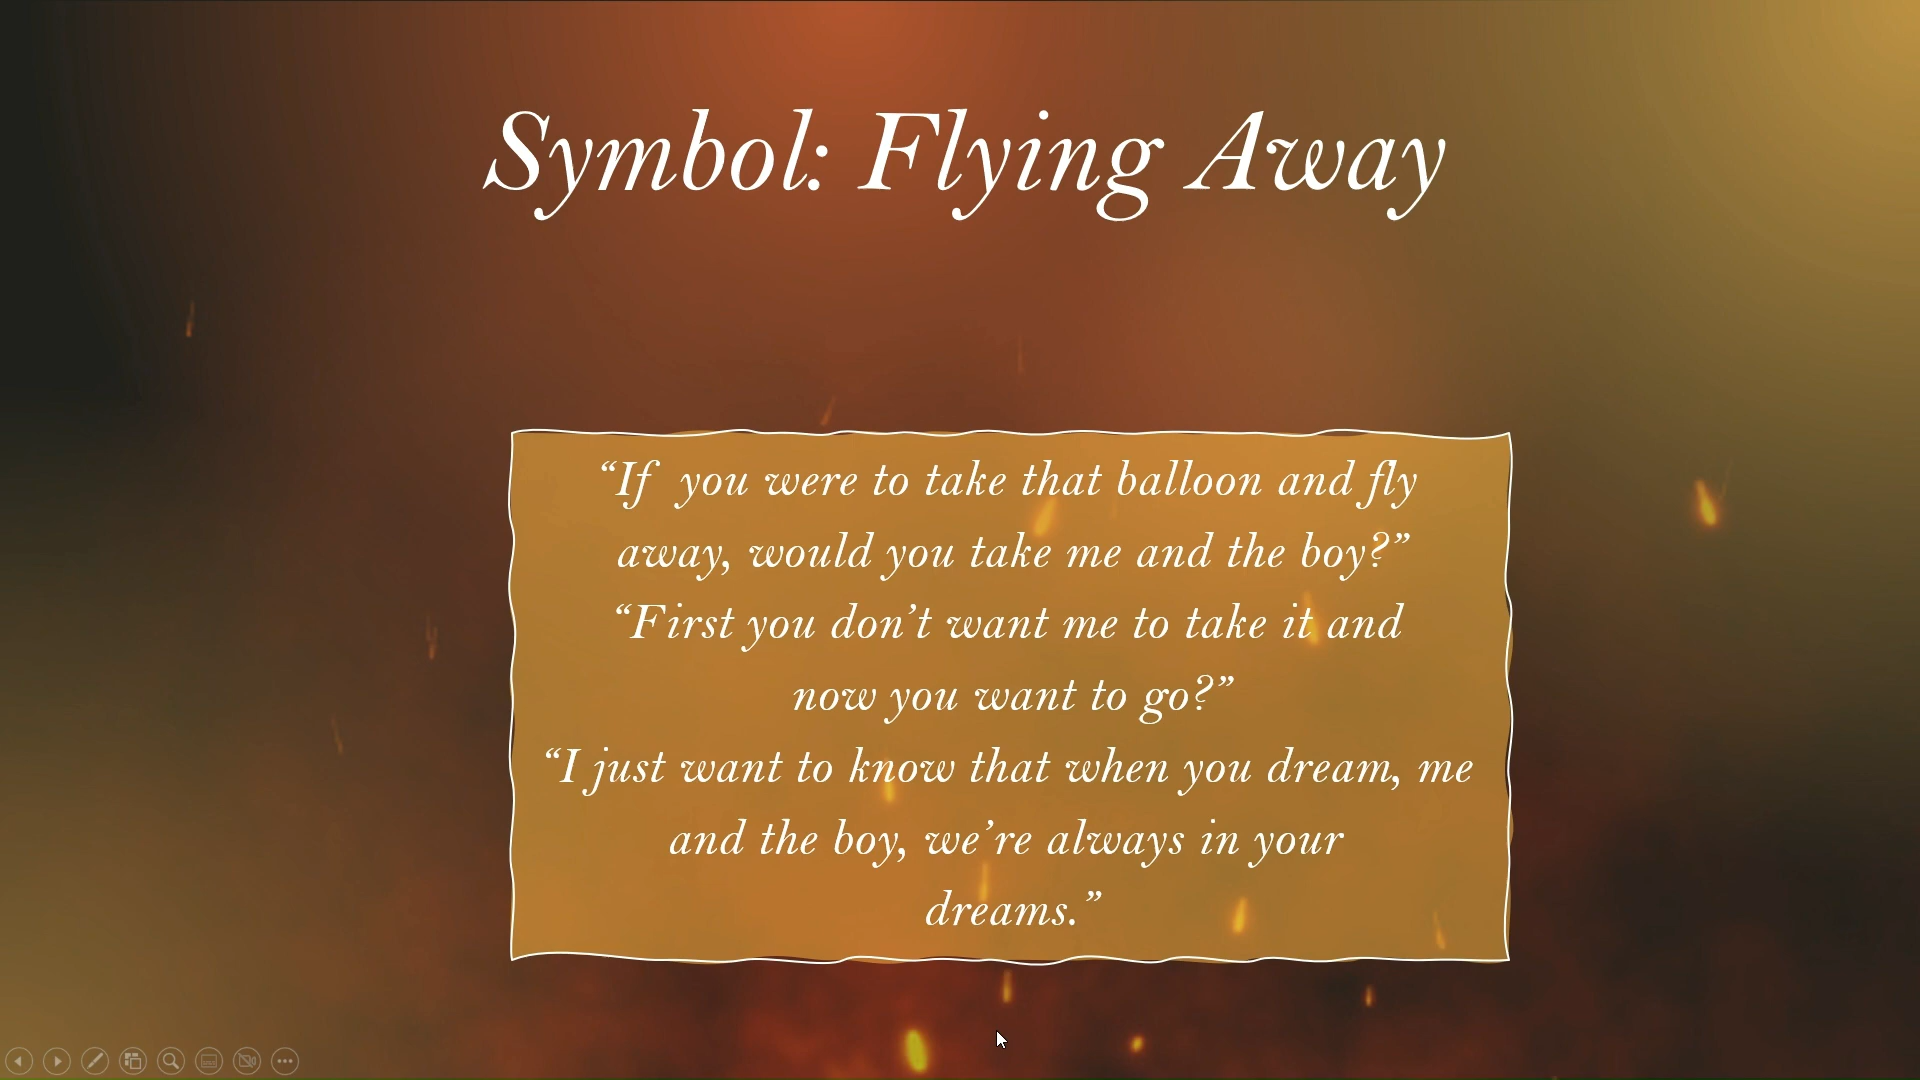 Symbol: Flying Away
“If you were to take that balloon and fly
away, would you take me and the boy?”
“First you don’t want me to take it and
now you want to go?”
“I just want to know that when you dream, me
and the boy, we’re always in your
dreams.”